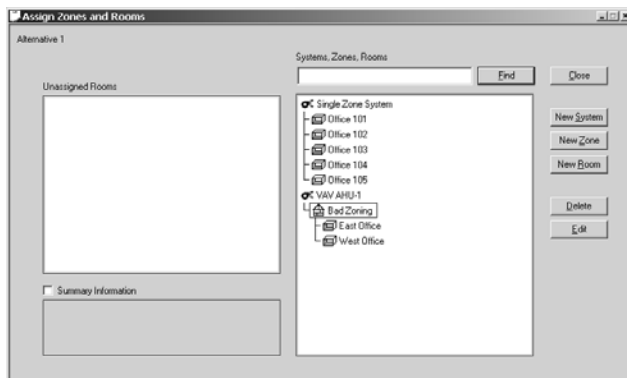 Assign Zones and Rooms
Alternative 1
Systems, Zones, Rooms
Find
Close
Unassigned Rooms
Single Zone System
Office 101
Office 102
Office 103
Office 104
Office 105
VAV AHU-1
Bad Zoning
East Office
West Office
New System
New Zone
New Room
Delete
Edit
Summary Information